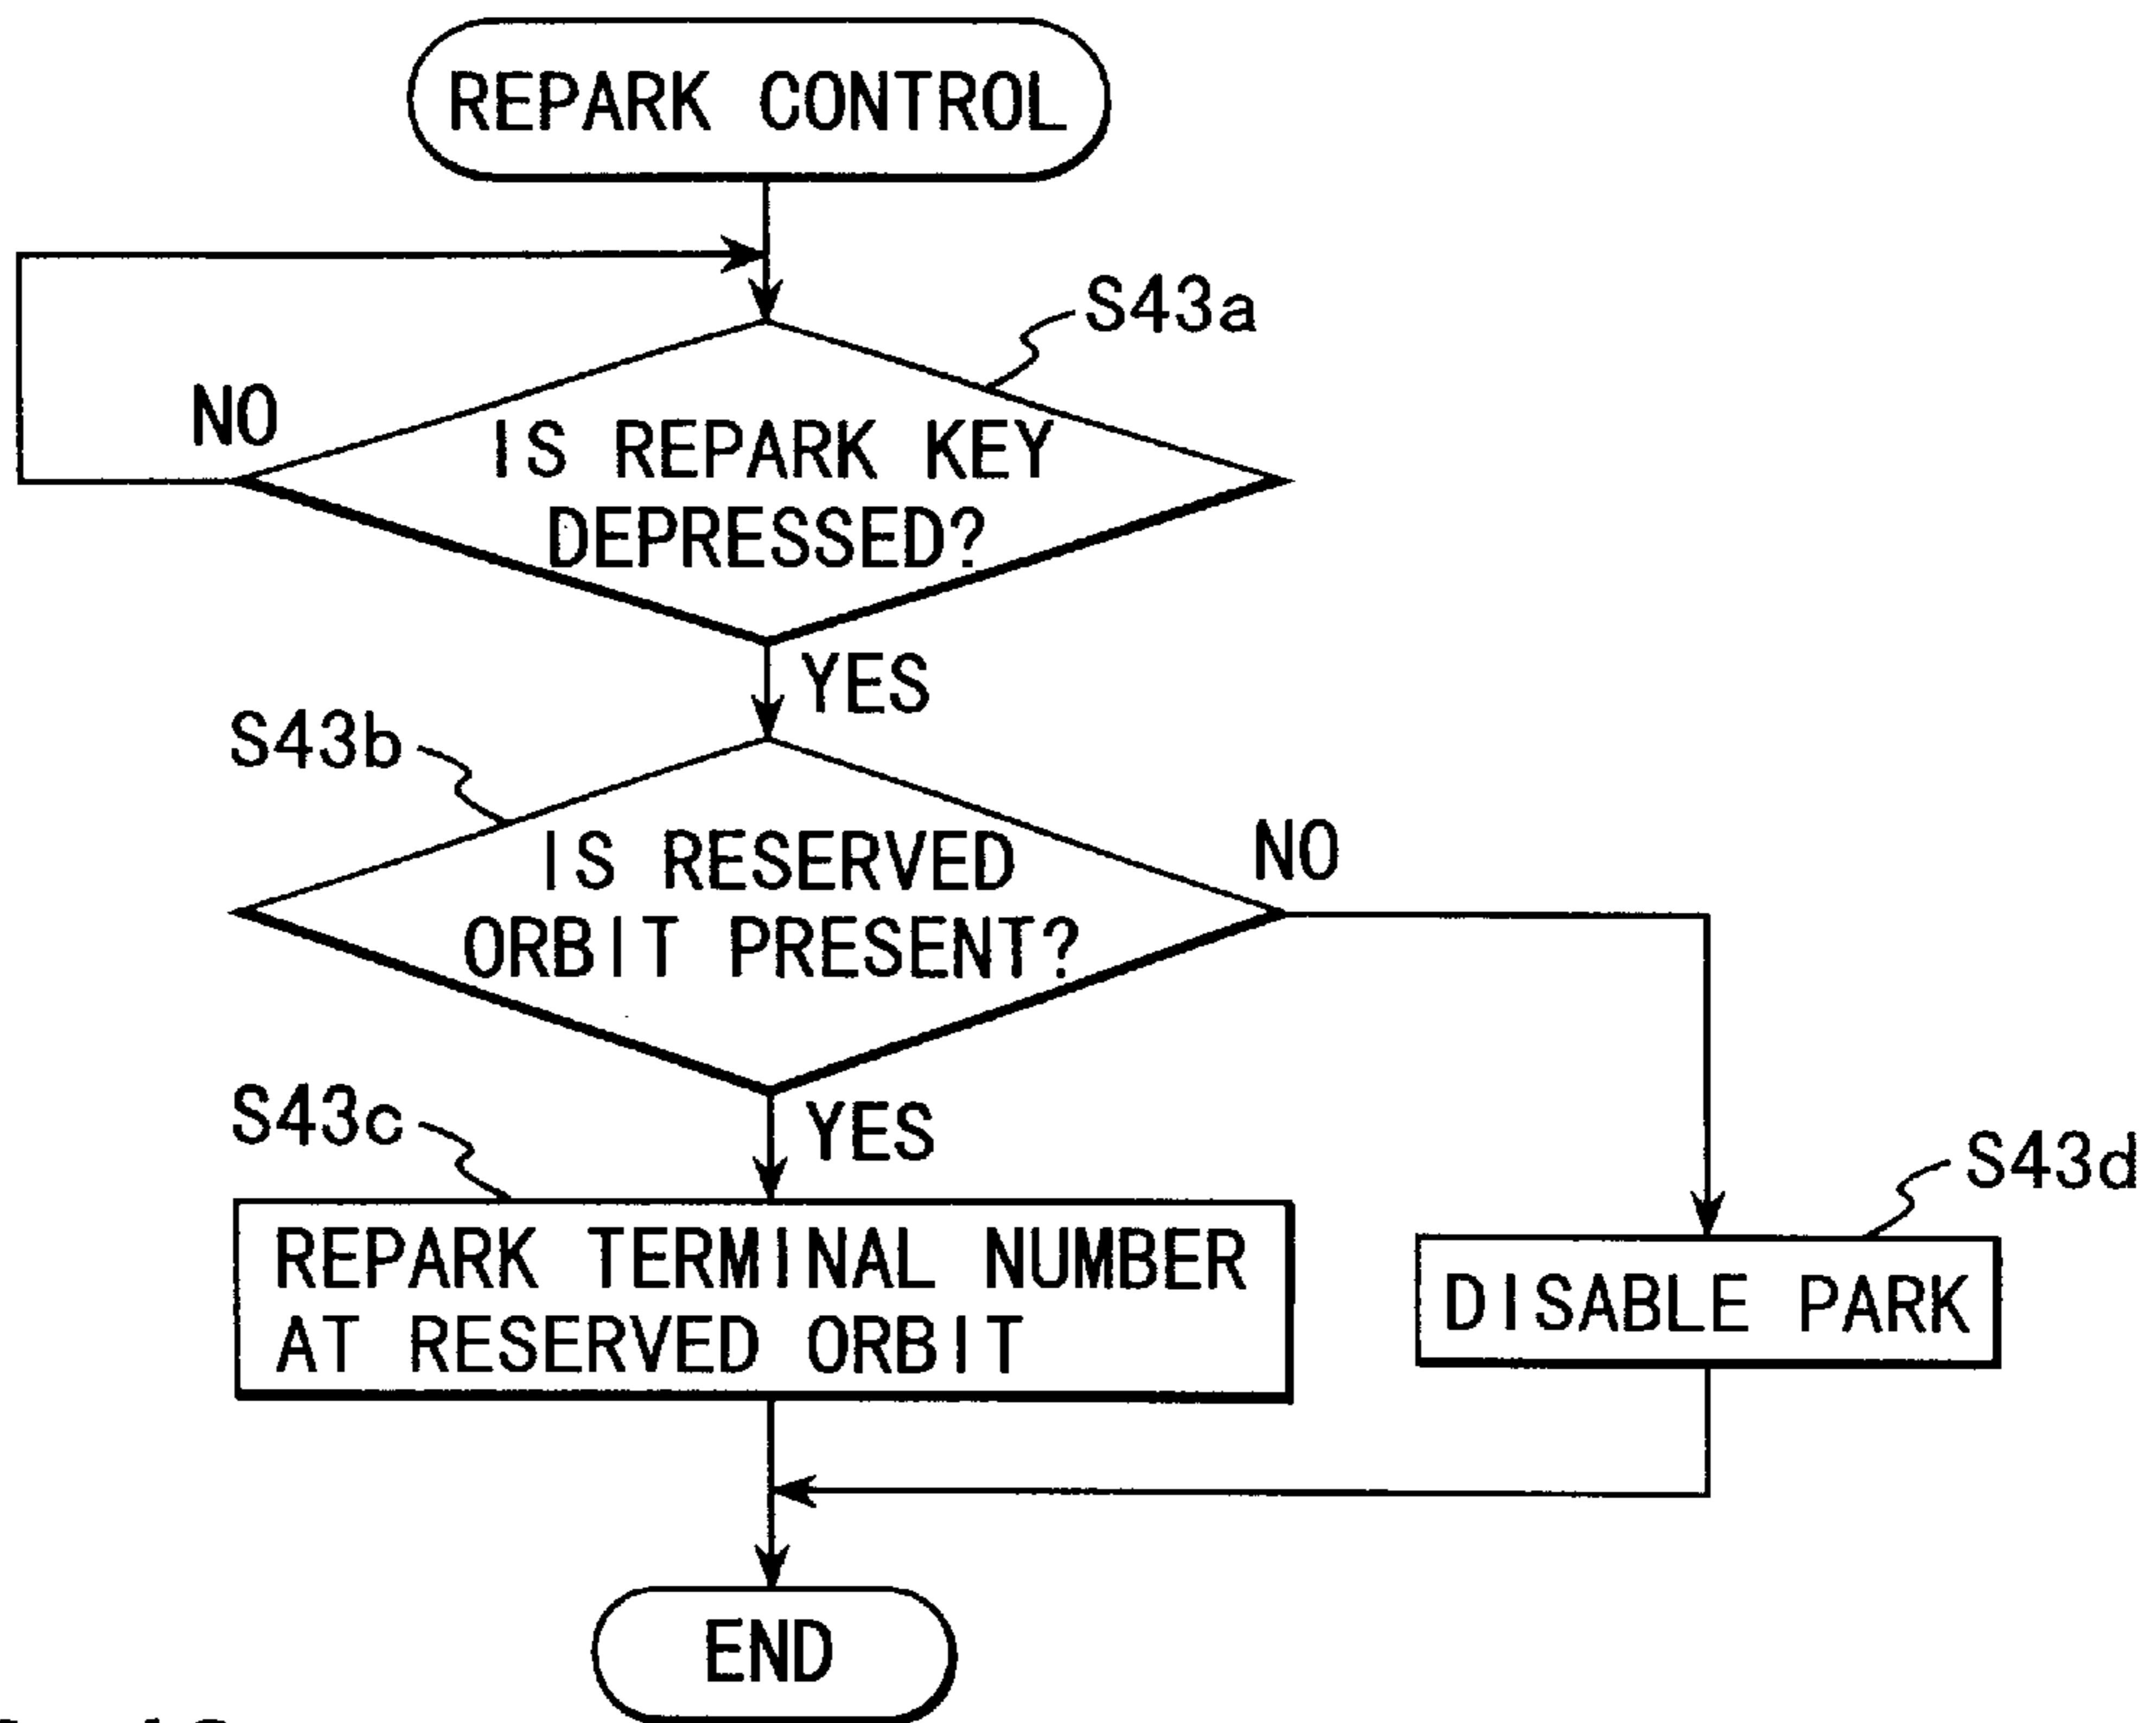 REPARK CONTROL
S43a
NO
IS REPARK KEY
DEPRESSED?
YES
S43b
IS RESERVED
ORBIT PRESENT?
NO
S43c
YES
S43d
REPARK TERMINAL NUMBER
AT RESERVED ORBIT
DISABLE PARK
END